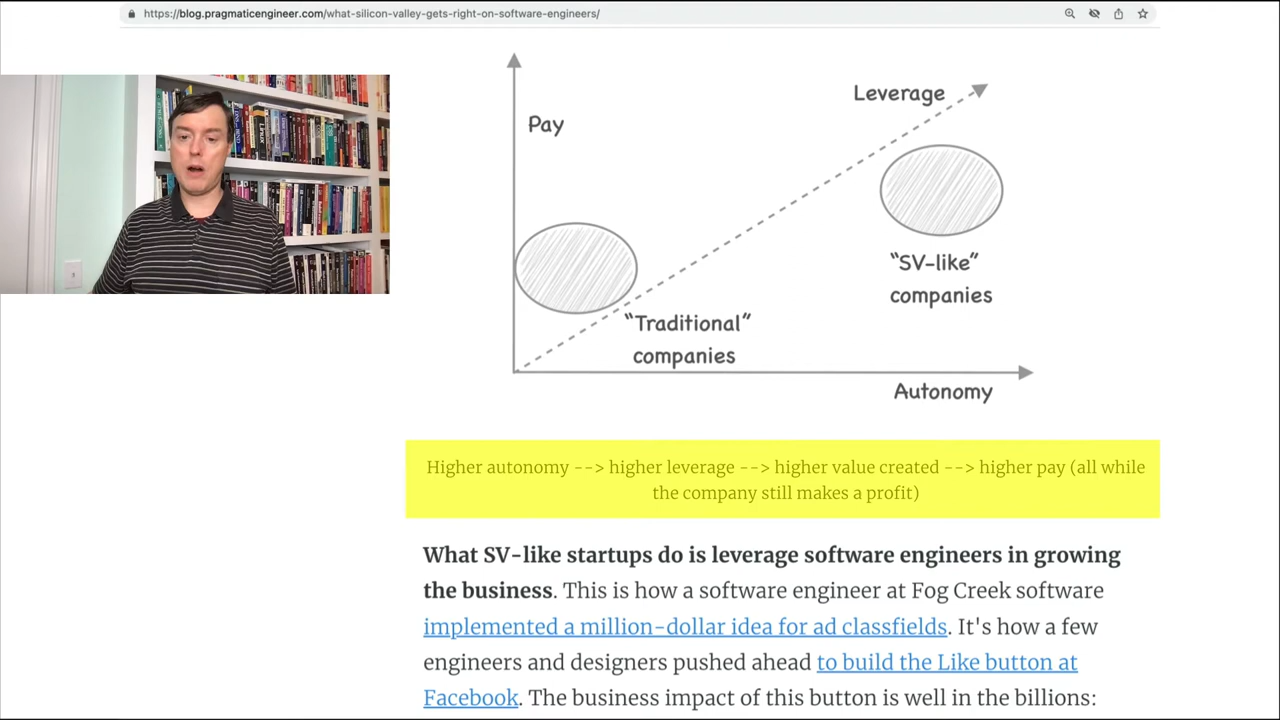 https://blog.pragmaticengineer.com/what-silicon-valley-gets-right-on-software-engineers/
Leverage
Pay
"SV-like"
companies
"Traditional"
companies
Autonomy
Higher autonomy --> higher leverage --> higher value created --> higher pay (all while
the company still makes a profit)
What SV-like startups do is leverage software engineers in growing
the business. This is how a software engineer at Fog Creek software
implemented a million-dollar idea for ad classfields. It's how a few
engineers and designers pushed ahead to build the Like button at
Facebook. The business impact of this button is well in the billions: